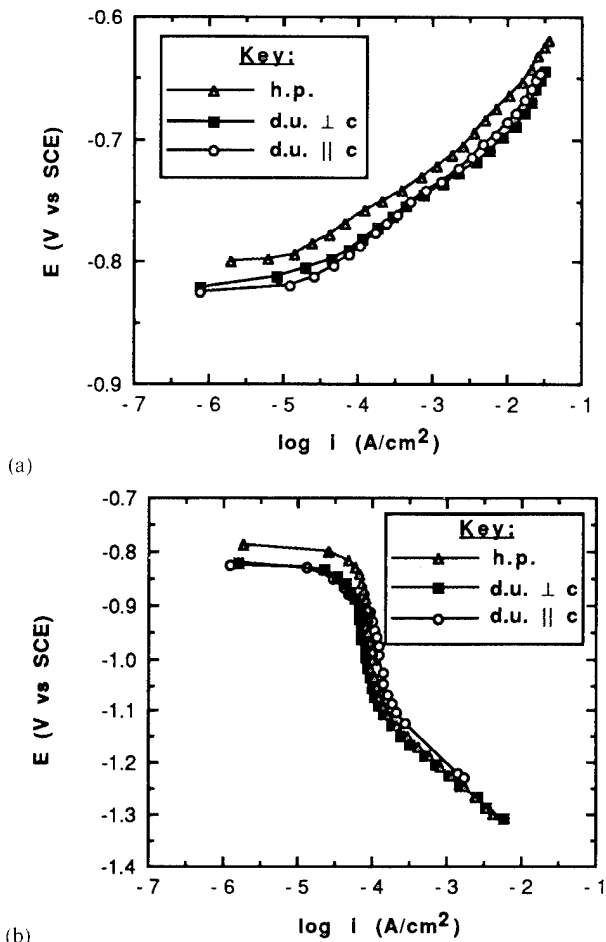 -0.6
Key:
h.p.
d.u. ⊥ c
d.u. || c
-0.7
E (V vs SCE)
-0.8
-0.9
-7 -6 -5 -4 -3 -2 -1
log i (A/cm²)
(a)
-0.7
Key:
h.p.
d.u. ⊥ c
d.u. || c
-0.8
-0.9
-1.0
E (V vs SCE)
-1.1
-1.2
-1.3
-1.4
-7 -6 -5 -4 -3 -2 -1
log i (A/cm²)
(b)